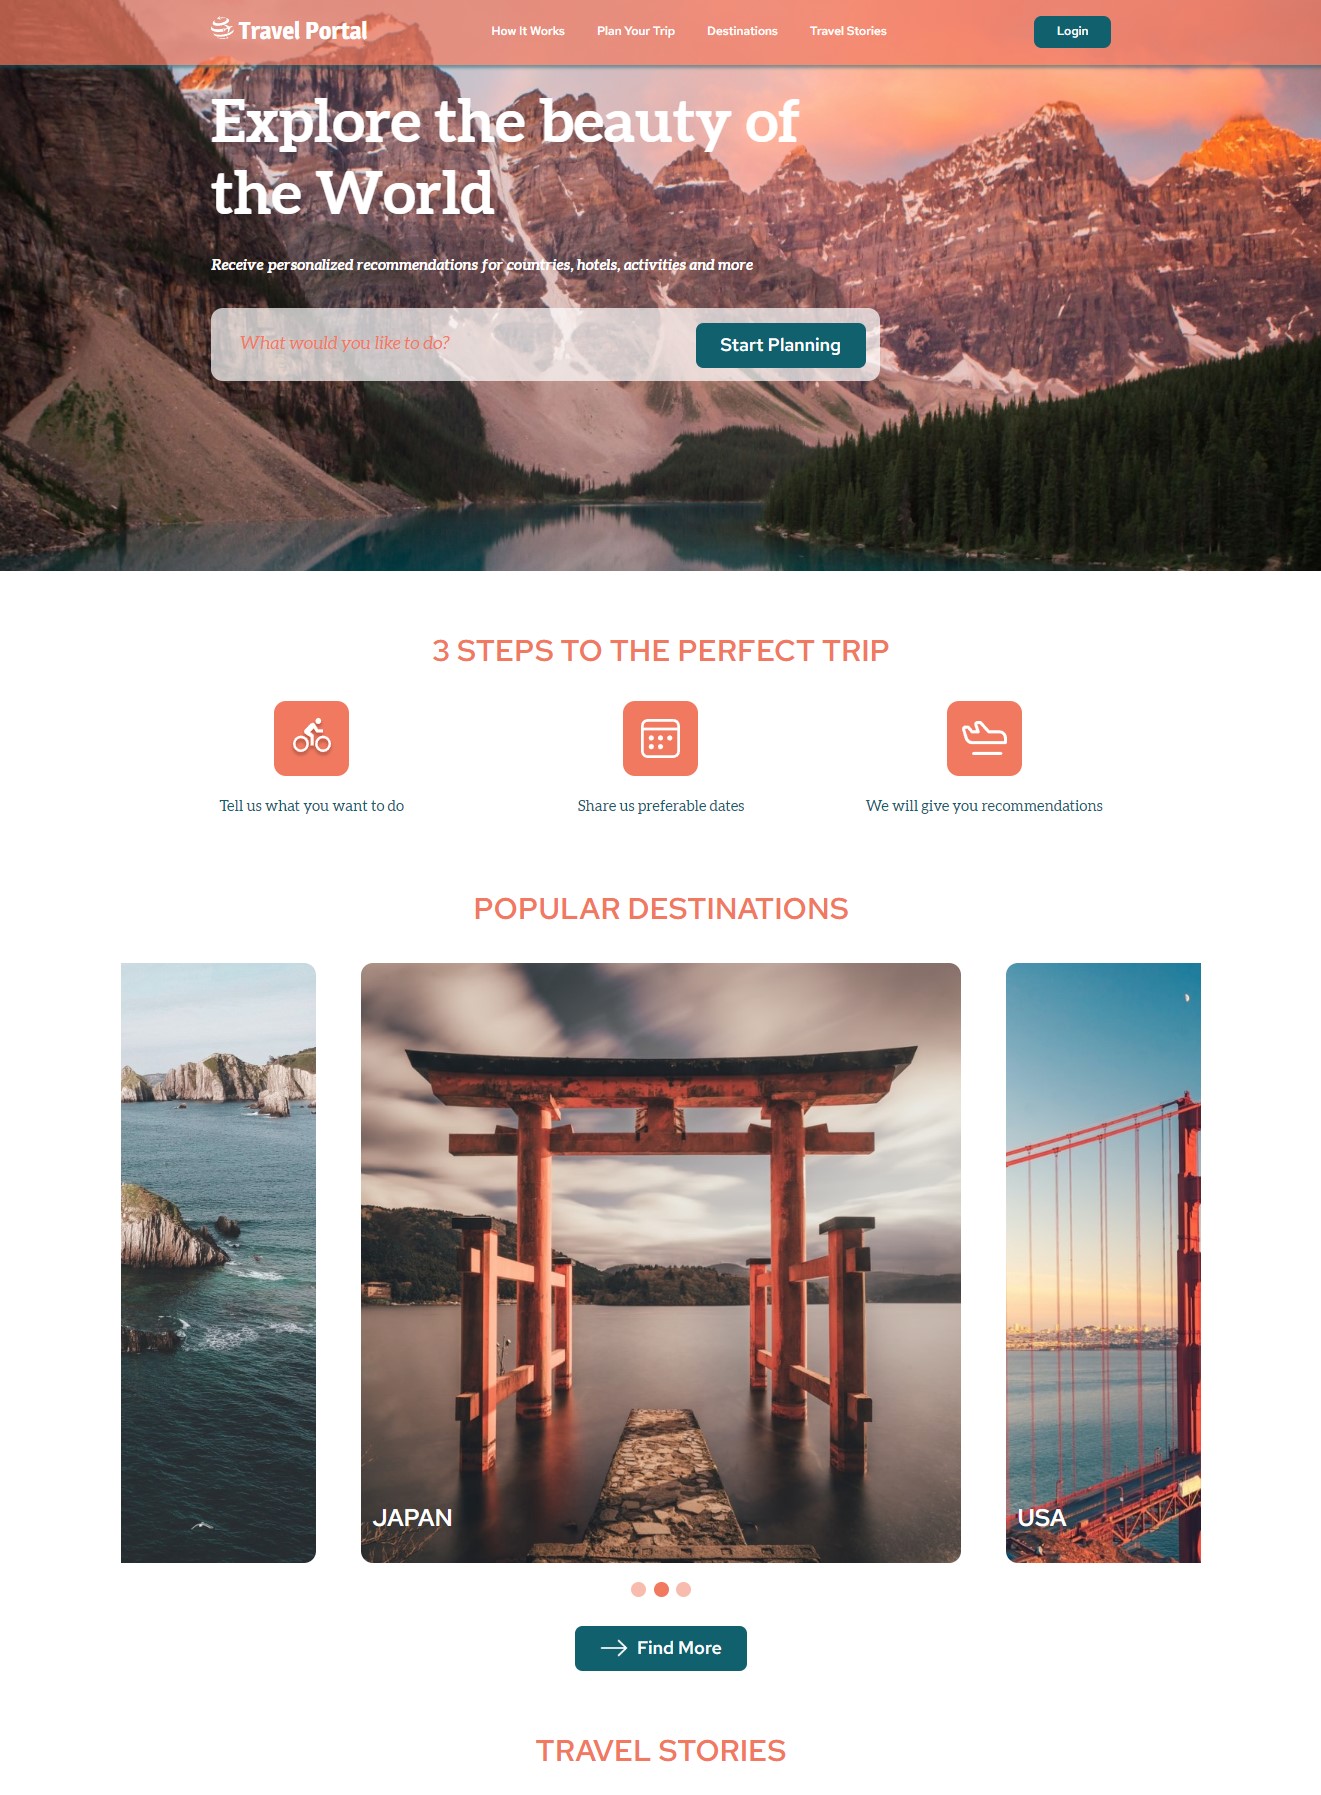 Travel Portal
How It Works
Plan Your Trip
Destinations
Travel Stories
Login
Explore the beauty of
the World
Receive personalized recommendations for countries, hotels, activities and more
What would you like to do?
Start Planning
3 STEPS TO THE PERFECT TRIP
Tell us what you want to do
Share us preferable dates
We will give you recommendations
POPULAR DESTINATIONS
JAPAN
USA
Find More
TRAVEL STORIES